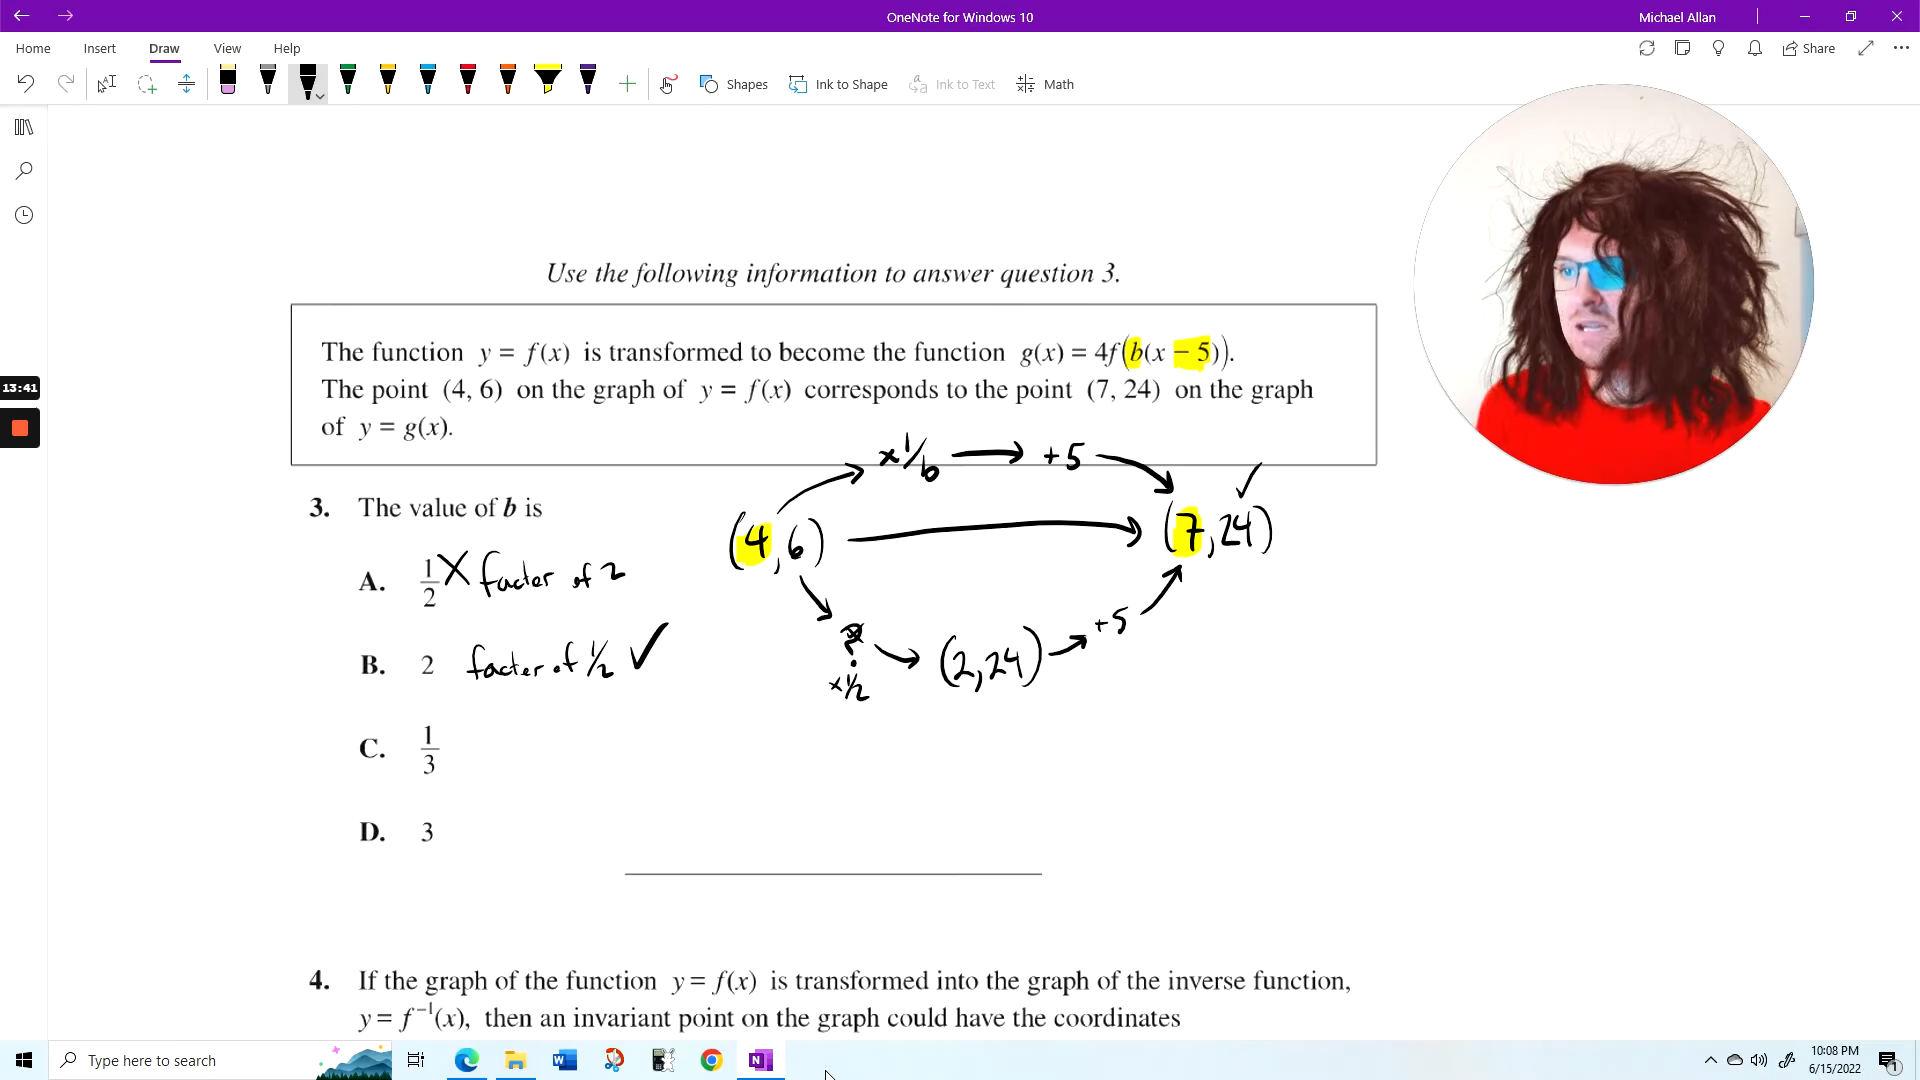 OneNote for Windows 10
Michael Allan
Home Insert Draw View Help
Share
Shapes Ink to Shape Ink to Text Math
13:41
Use the following information to answer question 3.
The function y = f(x) is transformed to become the function g(x) = 4f(b(x − 5)).
The point (4, 6) on the graph of y = f(x) corresponds to the point (7, 24) on the graph
of y = g(x).
x 1/b → +5
3. The value of b is
(4, 6) → (7, 24) ✓
A. 1/2 X factor of 2
B. 2 factor of 1/2 ✓
? → (2, 24) → +5
x 1/2
C. 1/3
D. 3
4. If the graph of the function y = f(x) is transformed into the graph of the inverse function,
y = f⁻¹(x), then an invariant point on the graph could have the coordinates
Type here to search
10:08 PM
6/15/2022
1